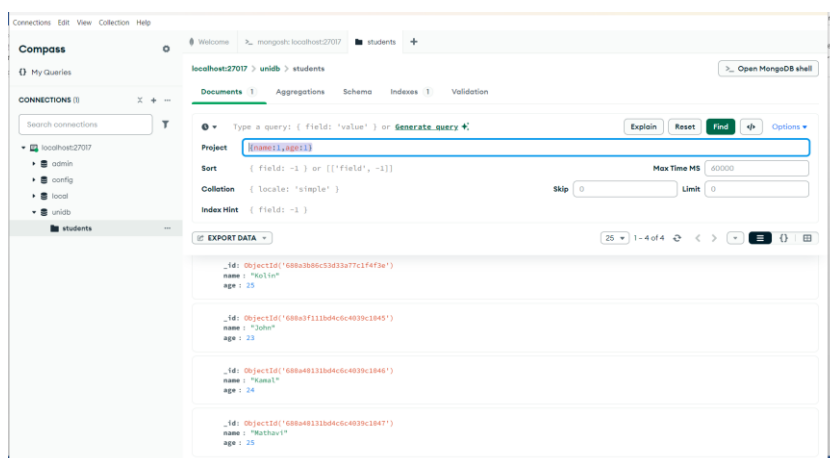 Connections Edit View Collection Help
Compass
My Queries
CONNECTIONS (1)
Search connections
localhost:27017
admin
config
local
unidb
students
Welcome >_ mongosh: localhost:27017 students +
localhost:27017 > unidb > students
>_ Open MongoDB shell
Documents 1 Aggregations Schema Indexes 1 Validation
Type a query: { field: 'value' } or Generate query
Explain Reset Find </> Options
Project {name:1,age:1}
Sort { field: -1 } or [['field', -1]]
Max Time MS 60000
Collation { locale: 'simple' }
Skip 0 Limit 0
Index Hint { field: -1 }
EXPORT DATA
25 1 – 4 of 4
_id: ObjectId('688a3b86c53d33a77c1f4f3e')
name : "Kolin"
age : 25
_id: ObjectId('688a3f111bd4c6c4039c1845')
name : "John"
age : 23
_id: ObjectId('688a48131bd4c6c4039c1846')
name : "Kamal"
age : 24
_id: ObjectId('688a48131bd4c6c4039c1847')
name : "Mathavi"
age : 25